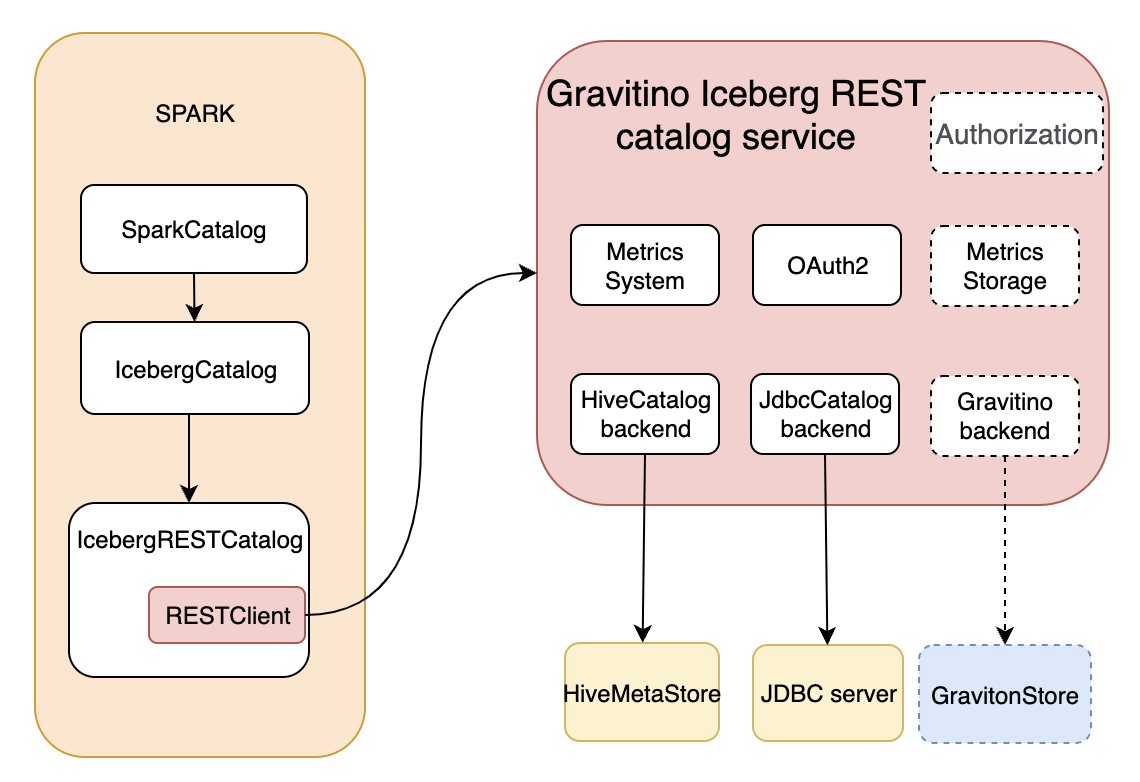 SPARK
SparkCatalog
IcebergCatalog
IcebergRESTCatalog
RESTClient
Gravitino Iceberg REST
catalog service
Authorization
Metrics
System
OAuth2
Metrics
Storage
HiveCatalog
backend
JdbcCatalog
backend
Gravitino
backend
HiveMetaStore
JDBC server
GravitonStore